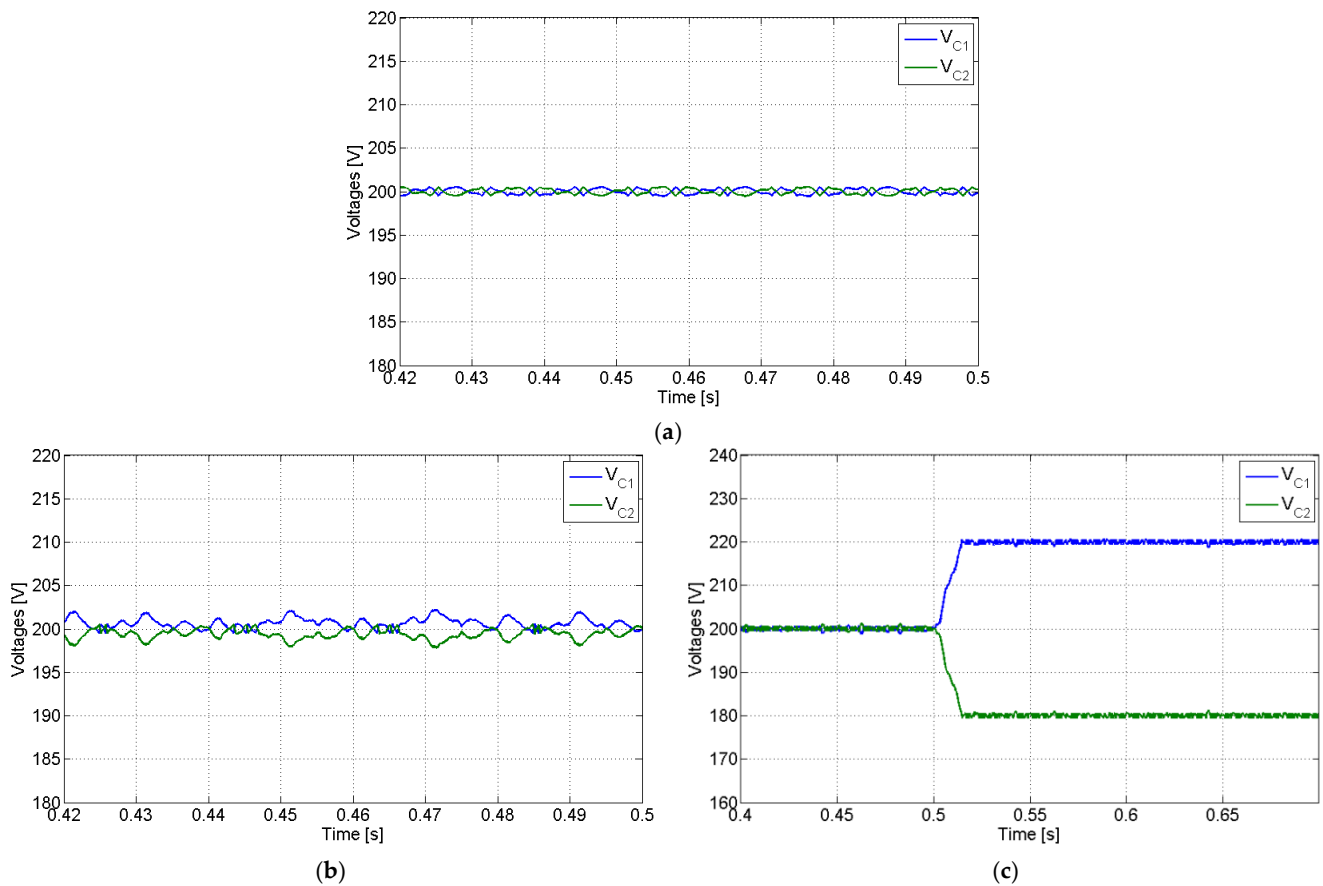 220
215
210
205
200
195
190
185
180
Voltages [V]
0.42 0.43 0.44 0.45 0.46 0.47 0.48 0.49 0.5
Time [s]
V_C1
V_C2
(a)
220
215
210
205
200
195
190
185
180
Voltages [V]
0.42 0.43 0.44 0.45 0.46 0.47 0.48 0.49 0.5
Time [s]
V_C1
V_C2
(b)
240
230
220
210
200
190
180
170
160
Voltages [V]
0.4 0.45 0.5 0.55 0.6 0.65
Time [s]
V_C1
V_C2
(c)